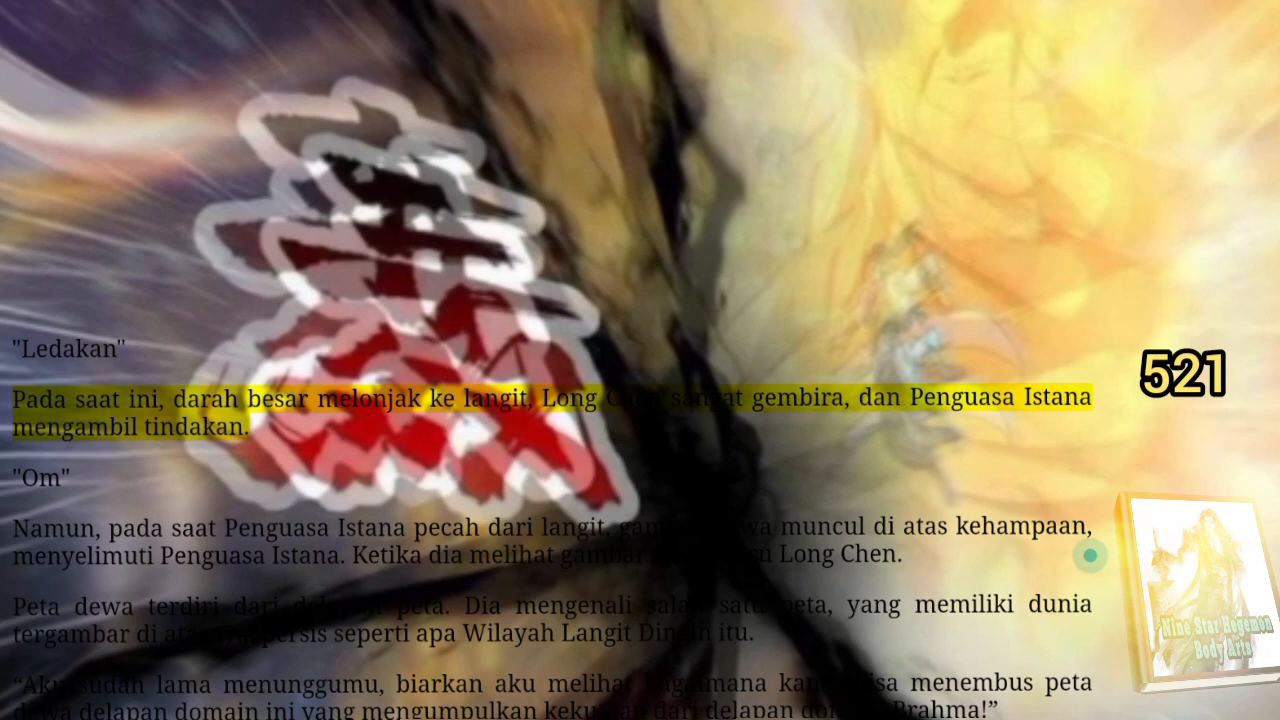 "Ledakan"
Pada saat ini, darah besar melonjak ke langit, Long Chen sangat gembira, dan Penguasa Istana
mengambil tindakan.
"Om"
Namun, pada saat Penguasa Istana pecah dari langit, muncul di atas kehampaan,
menyelimuti Penguasa Istana. Ketika dia melihat gambar Long Chen.
Peta dewa terdiri dari delapan peta. Dia mengenali salah satu peta, yang memiliki dunia
tergambar di persis seperti apa Wilayah Langit Dingin itu.
“Aku sudah lama menunggumu, biarkan aku melihat bagaimana bisa menembus peta
dewa delapan domain ini yang mengumpulkan kekuatan dari delapan Brahma!”
521
Nine Star Hegemon
Body Arts